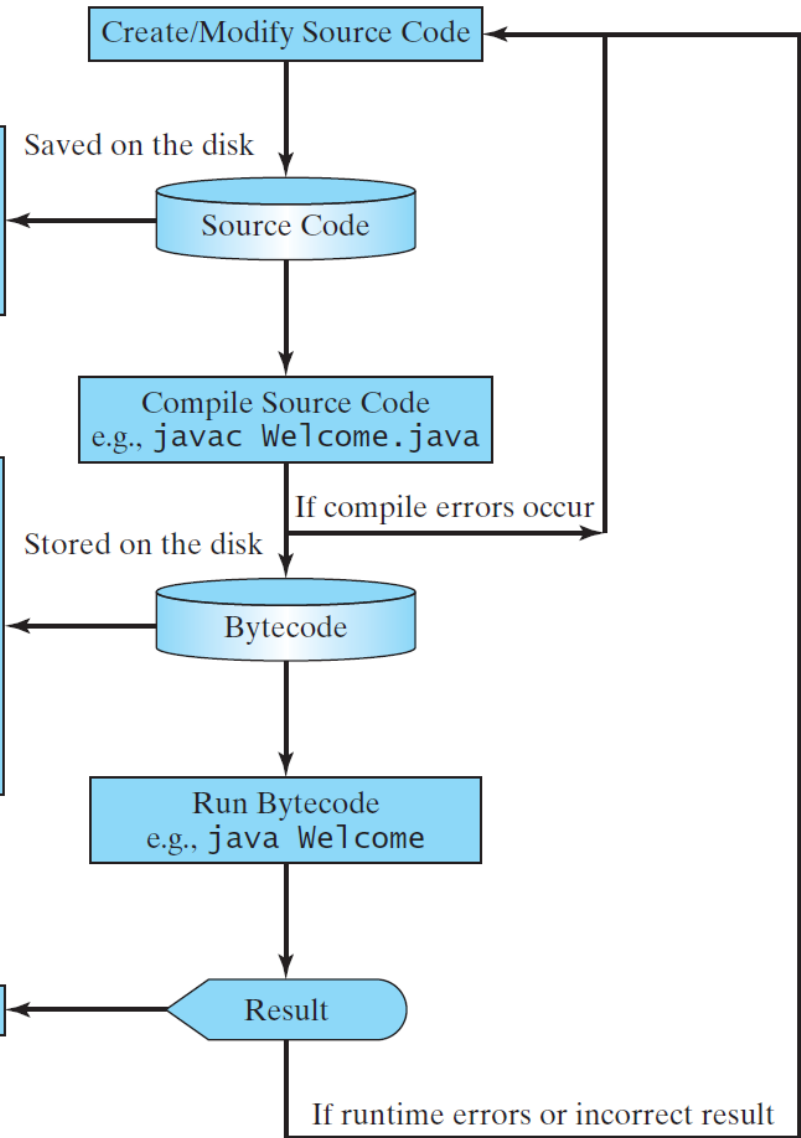 Create/Modify Source Code
Saved on the disk
Source Code
Compile Source Code
e.g., javac Welcome.java
If compile errors occur
Stored on the disk
Bytecode
Run Bytecode
e.g., java Welcome
Result
If runtime errors or incorrect result